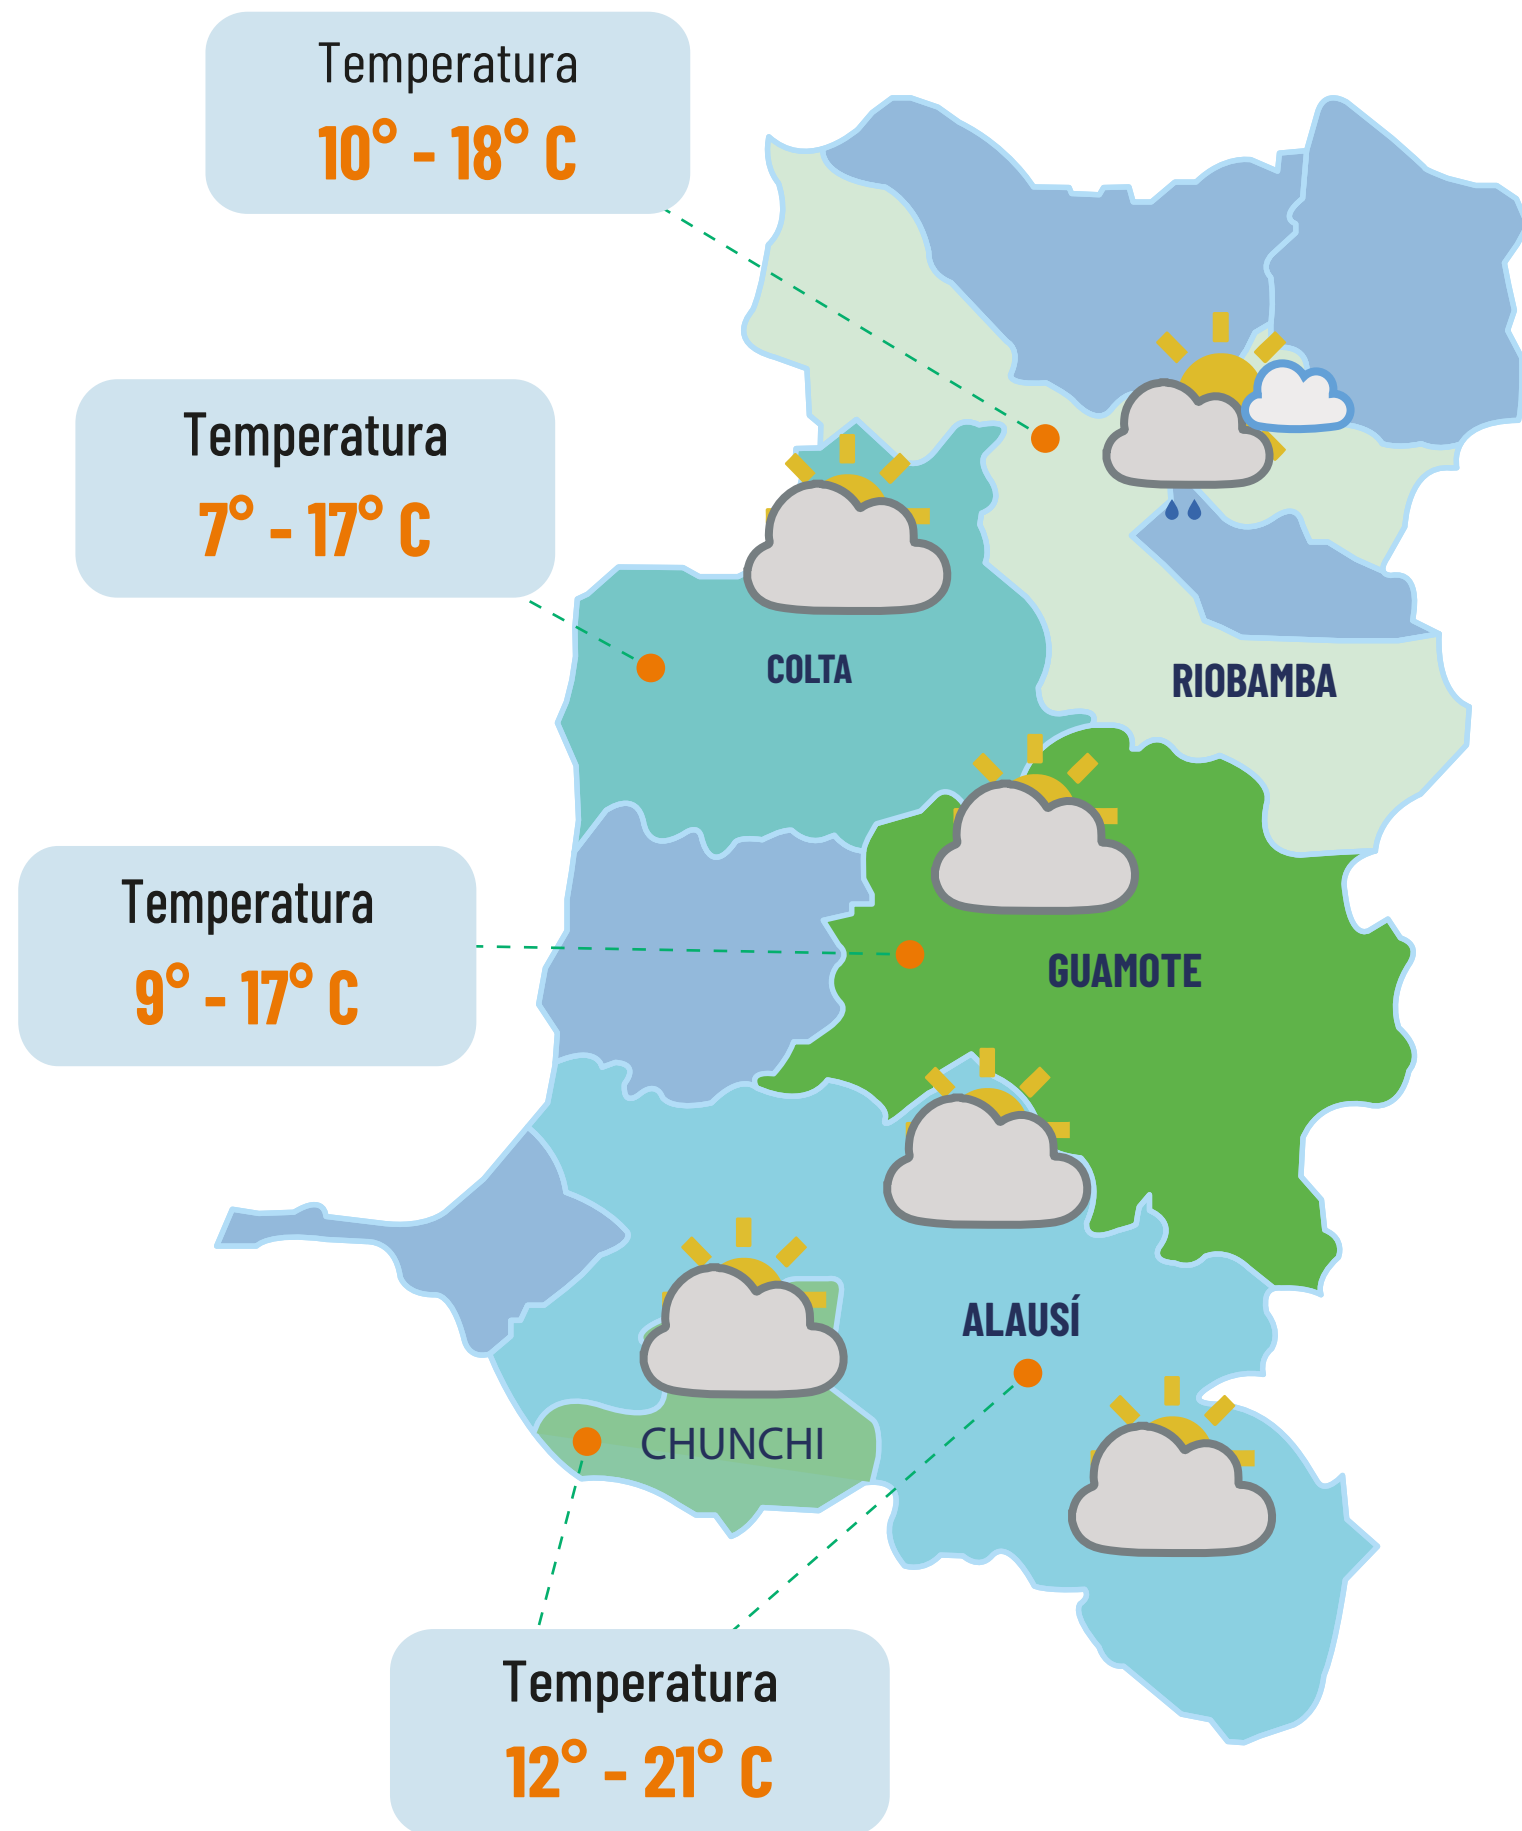 Temperatura
10° - 18° C
Temperatura
7° - 17° C
COLTA
RIOBAMBA
Temperatura
9° - 17° C
GUAMOTE
ALAUSÍ
CHUNCHI
Temperatura
12° - 21° C